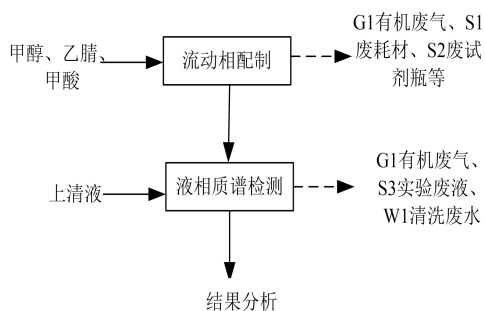 G1有机废气、S1
废耗材、S2废试
剂瓶等
甲醇、乙腈、
甲酸
流动相配制
G1有机废气、
S3实验废液、
W1清洗废水
上清液
液相质谱检测
结果分析